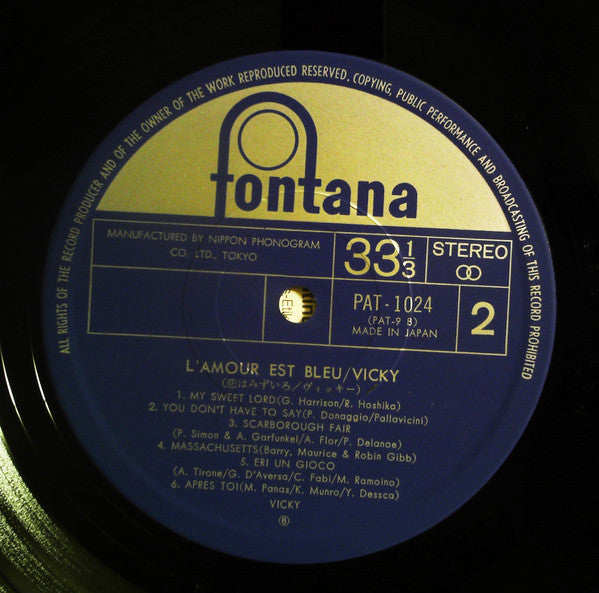 ALL RIGHTS OF THE RECORD PRODUCER AND OF THE OWNER OF THE WORK REPRODUCED RESERVED. COPYING, PUBLIC PERFORMANCE AND BROADCASTING OF THIS RECORD PROHIBITED
fontana
MANUFACTURED BY NIPPON PHONOGRAM
CO. LTD., TOKYO
33 1/3
STEREO
PAT-1024
(PAT-9 B)
MADE IN JAPAN
2
L'AMOUR EST BLEU/VICKY
(恋はみずいろ/ヴィッキー)
1. MY SWEET LORD(G. Harrison/R. Hoshika)
2. YOU DON'T HAVE TO SAY(P. Donaggio/Pallavicini)
3. SCARBOROUGH FAIR
(P. Simon & A. Garfunkel/A. Flor/P. Delanoe)
4. MASSACHUSETTS(Barry, Maurice & Robin Gibb)
5. ERI UN GIOCO
(A. Tirone/G. D'Aversa/C. Fabi/M. Ramoino)
6. APRES TOI(M. Panas/K. Munro/Y. Dessca)
VICKY
⑥